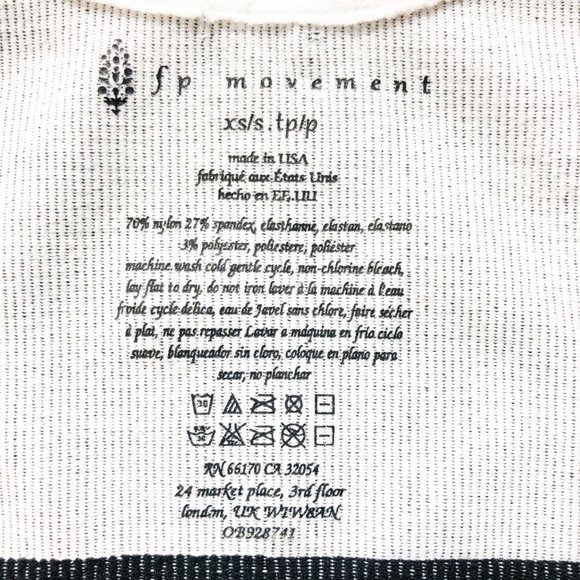 fp movement
xs/s . tp/p
made in USA
fabriqué aux États Unis
hecho en EE.UU
70% nylon 27% spandex, elasthanne, elastan, elastano
3% polyester, poliestere, poliéster
machine wash cold gentle cycle, non-chlorine bleach,
lay flat to dry, do not iron laver à la machine à l'eau
froide cycle délica, eau de Javel sans chlore, faire sécher
à plat, ne pas repasser Lavar a máquina en frío ciclo
suave, blanqueador sin cloro, coloque en plano para
secar, no planchar
30
30
RN 66170 CA 32054
24 market place, 3rd floor
london, UK W1W8AN
OB928741